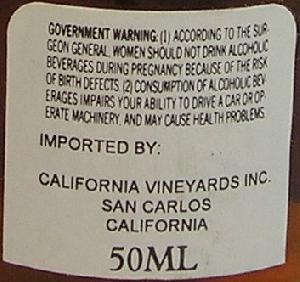 GOVERNMENT WARNING: (1) ACCORDING TO THE SUR-
GEON GENERAL, WOMEN SHOULD NOT DRINK ALCOHOLIC
BEVERAGES DURING PREGNANCY BECAUSE OF THE RISK
OF BIRTH DEFECTS. (2) CONSUMPTION OF ALCOHOLIC BEV-
ERAGES IMPAIRS YOUR ABILITY TO DRIVE A CAR OR OP-
ERATE MACHINERY, AND MAY CAUSE HEALTH PROBLEMS.
IMPORTED BY:
CALIFORNIA VINEYARDS INC.
SAN CARLOS
CALIFORNIA
50ML